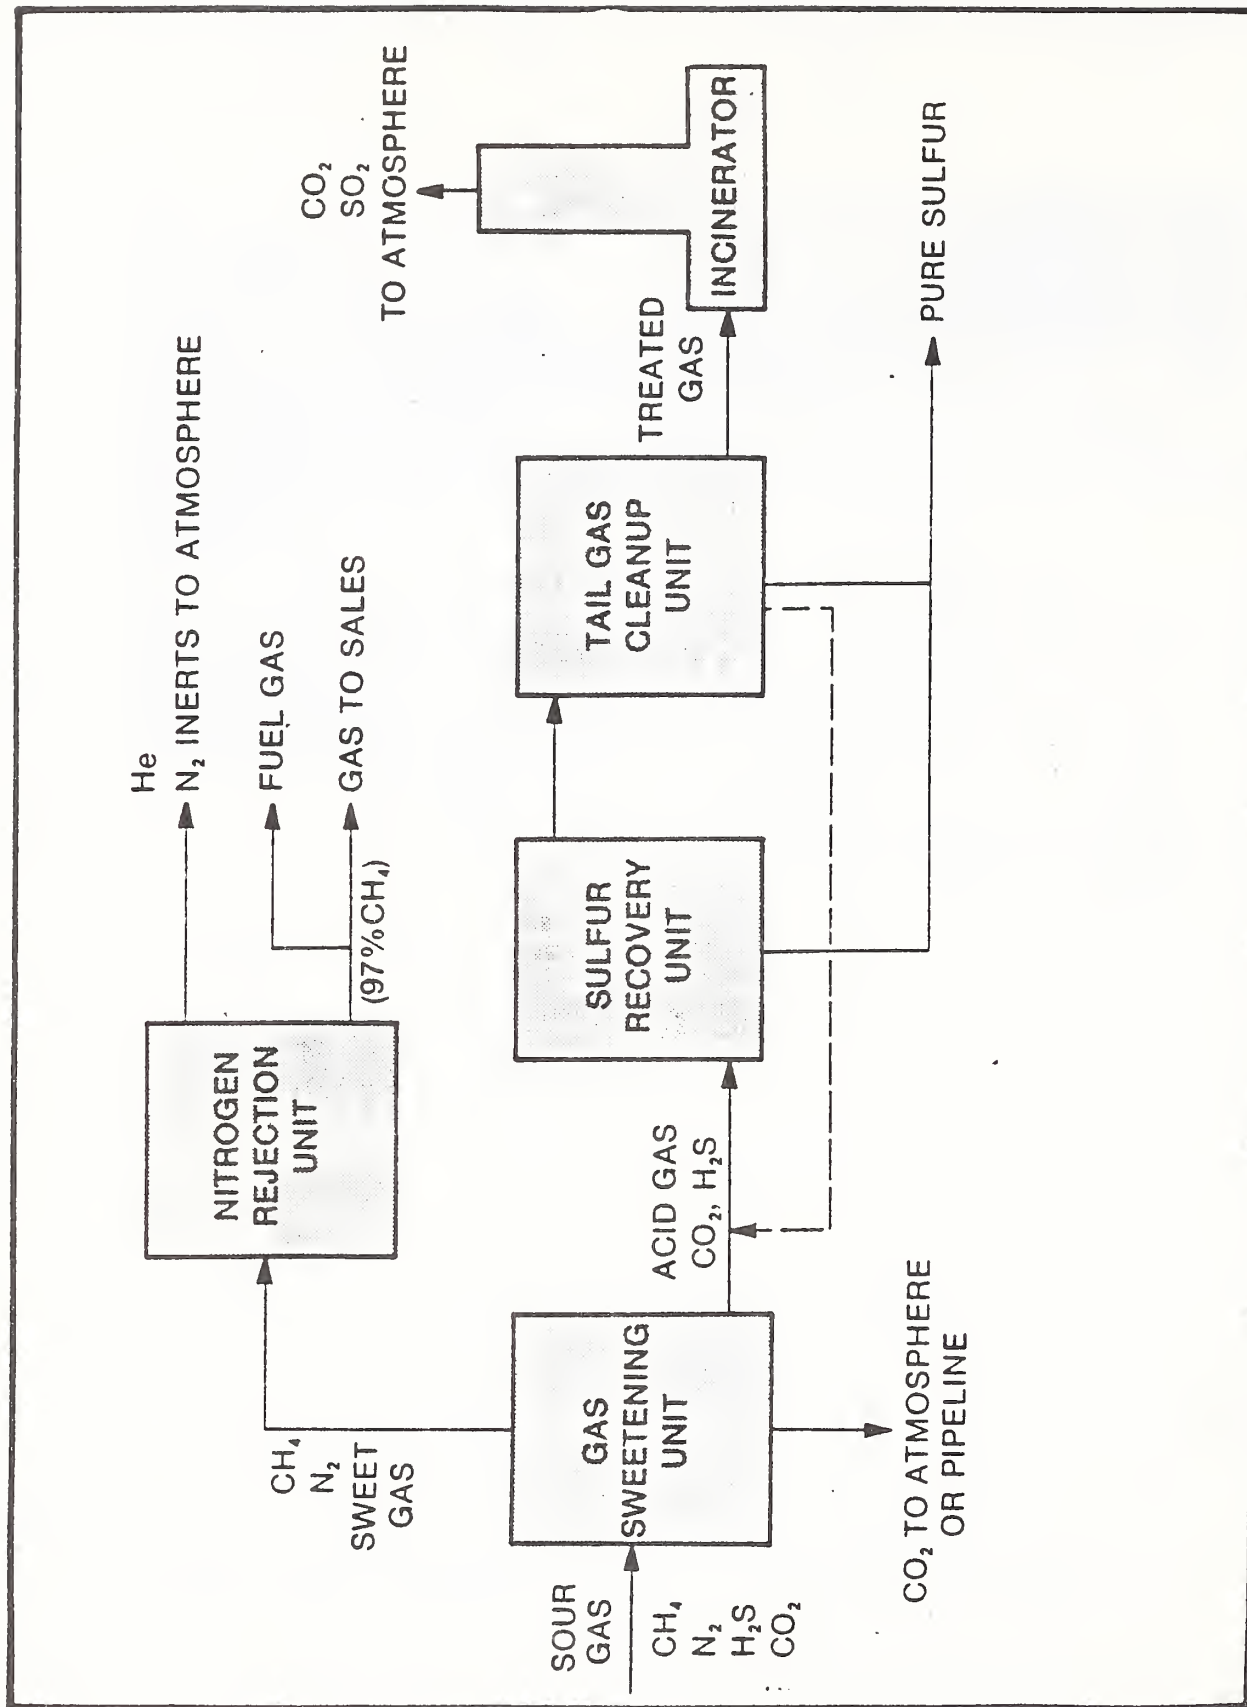 He
N₂ INERTS TO ATMOSPHERE
FUEL GAS
GAS TO SALES
(97%CH₄)
NITROGEN
REJECTION
UNIT
CH₄
N₂
SWEET
GAS
CO₂
SO₂
TO ATMOSPHERE
SOUR
GAS
CH₄
N₂
H₂S
CO₂
GAS
SWEETENING
UNIT
ACID GAS
CO₂, H₂S
SULFUR
RECOVERY
UNIT
TAIL GAS
CLEANUP
UNIT
TREATED
GAS
INCINERATOR
PURE SULFUR
CO₂ TO ATMOSPHERE
OR PIPELINE